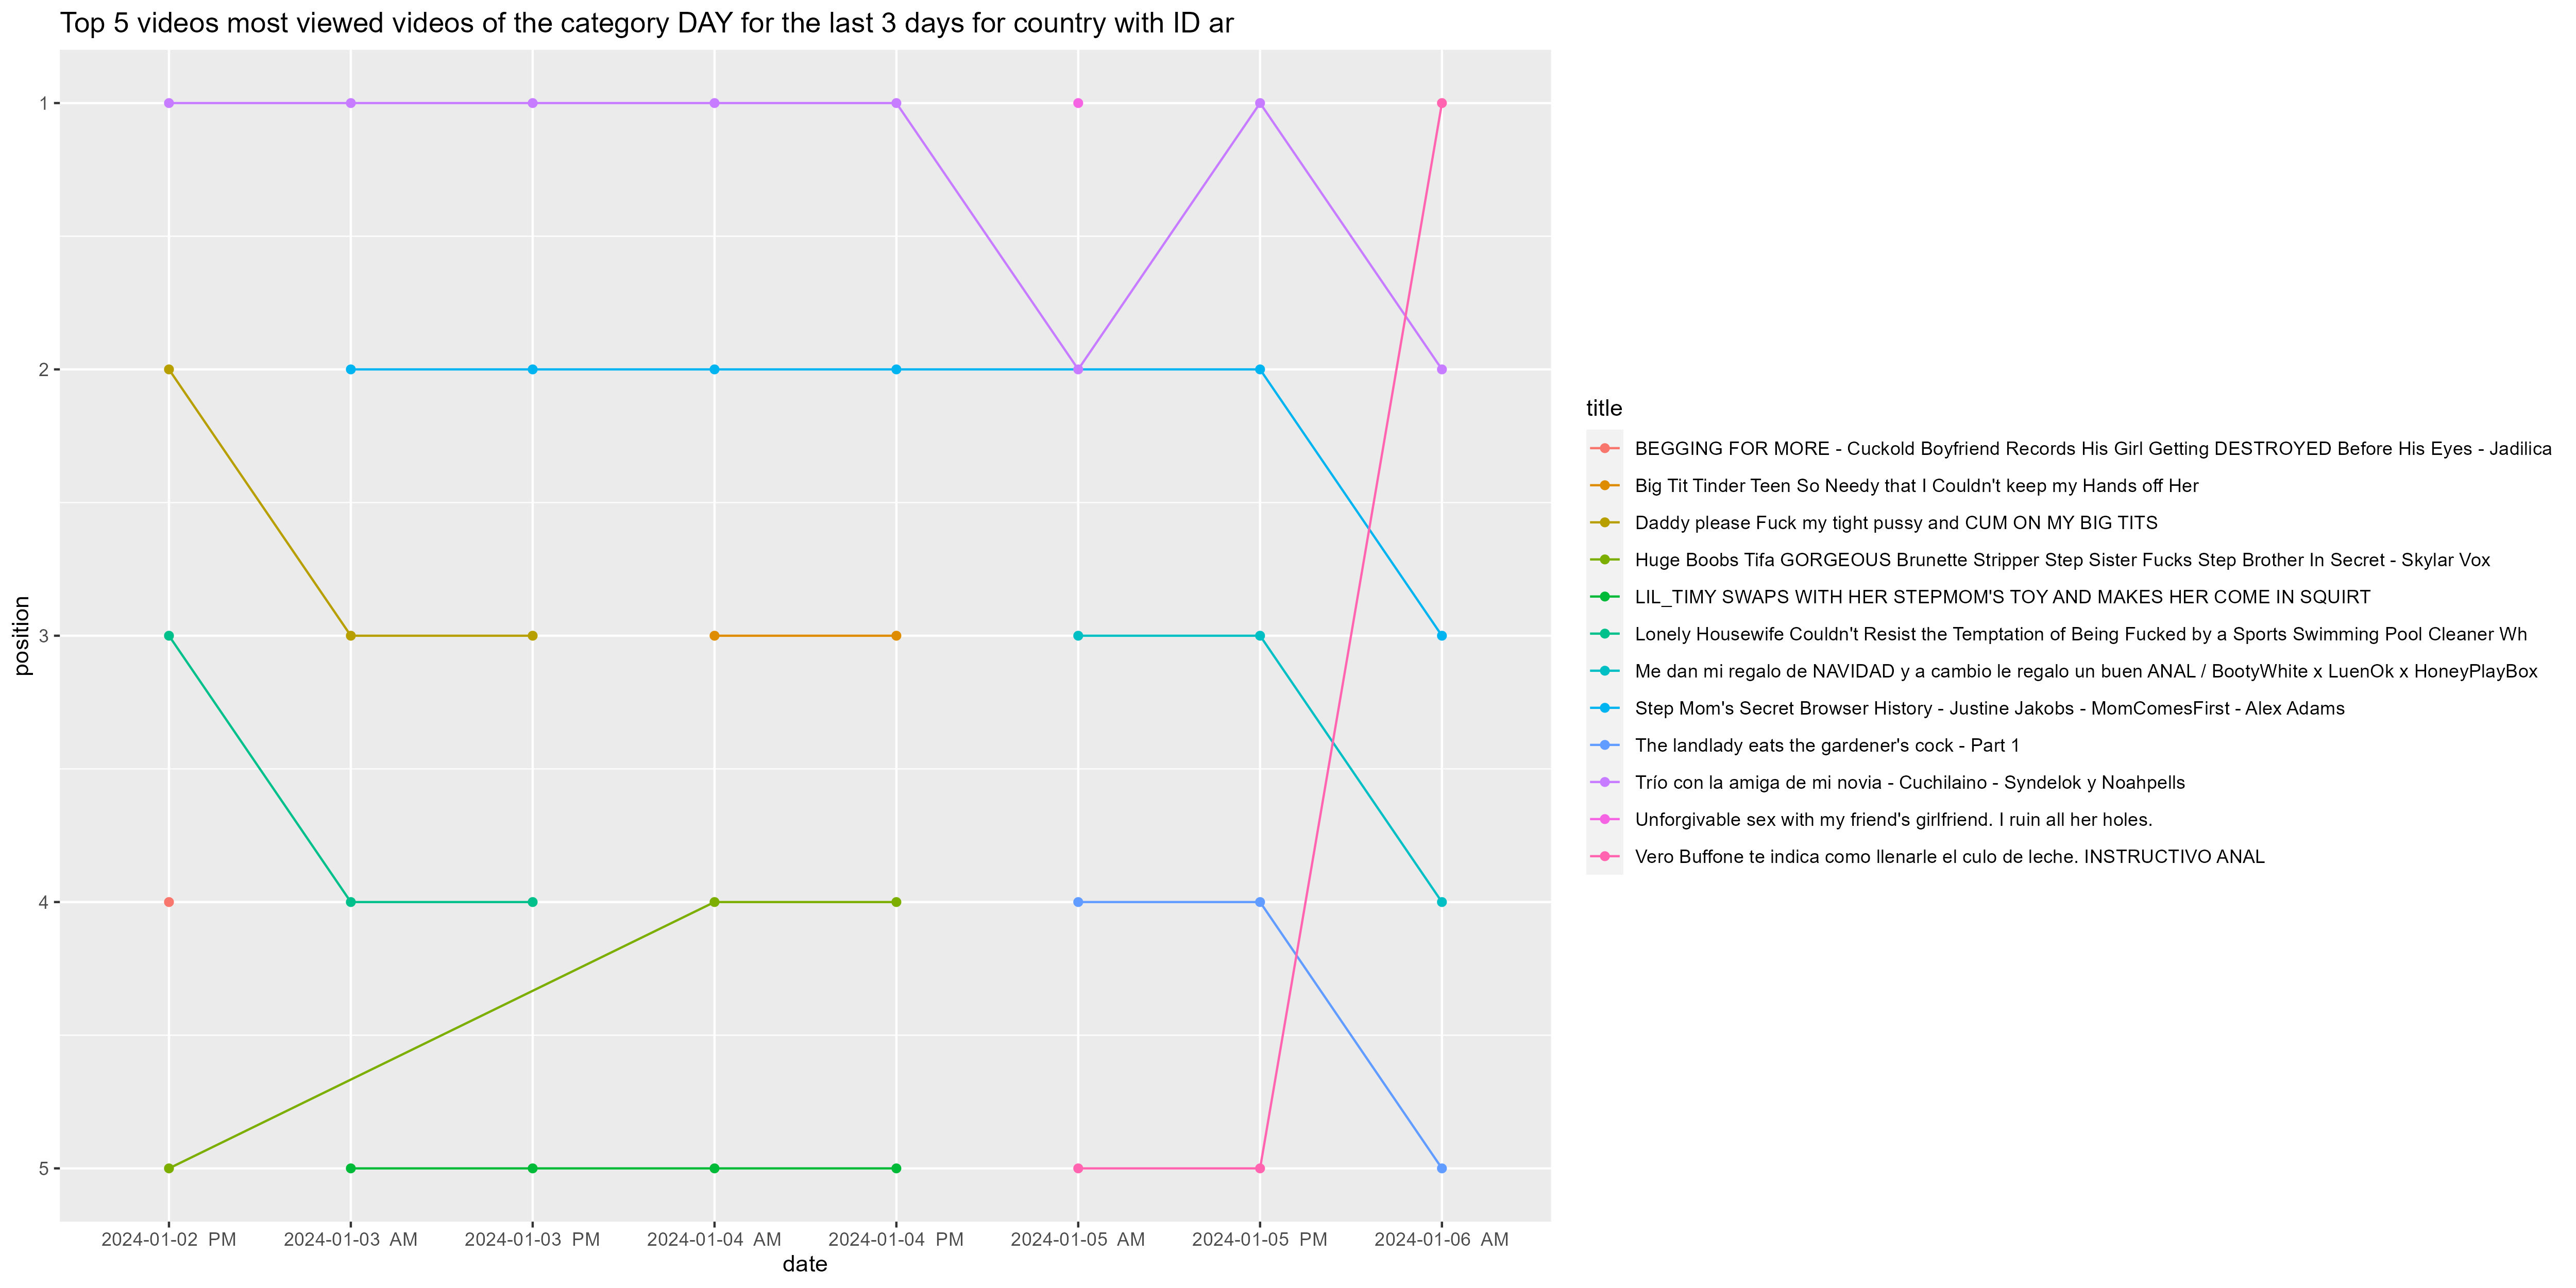 Top 5 videos most viewed videos of the category DAY for the last 3 days for country with ID ar
1
2
3
4
5
position
2024-01-02 PM
2024-01-03 AM
2024-01-03 PM
2024-01-04 AM
2024-01-04 PM
2024-01-05 AM
2024-01-05 PM
2024-01-06 AM
date
title
BEGGING FOR MORE - Cuckold Boyfriend Records His Girl Getting DESTROYED Before His Eyes - Jadilica
Big Tit Tinder Teen So Needy that I Couldn't keep my Hands off Her
Daddy please Fuck my tight pussy and CUM ON MY BIG TITS
Huge Boobs Tifa GORGEOUS Brunette Stripper Step Sister Fucks Step Brother In Secret - Skylar Vox
LIL_TIMY SWAPS WITH HER STEPMOM'S TOY AND MAKES HER COME IN SQUIRT
Lonely Housewife Couldn't Resist the Temptation of Being Fucked by a Sports Swimming Pool Cleaner Wh
Me dan mi regalo de NAVIDAD y a cambio le regalo un buen ANAL / BootyWhite x LuenOk x HoneyPlayBox
Step Mom's Secret Browser History - Justine Jakobs - MomComesFirst - Alex Adams
The landlady eats the gardener's cock - Part 1
Trío con la amiga de mi novia - Cuchilaino - Syndelok y Noahpells
Unforgivable sex with my friend's girlfriend. I ruin all her holes.
Vero Buffone te indica como llenarle el culo de leche. INSTRUCTIVO ANAL